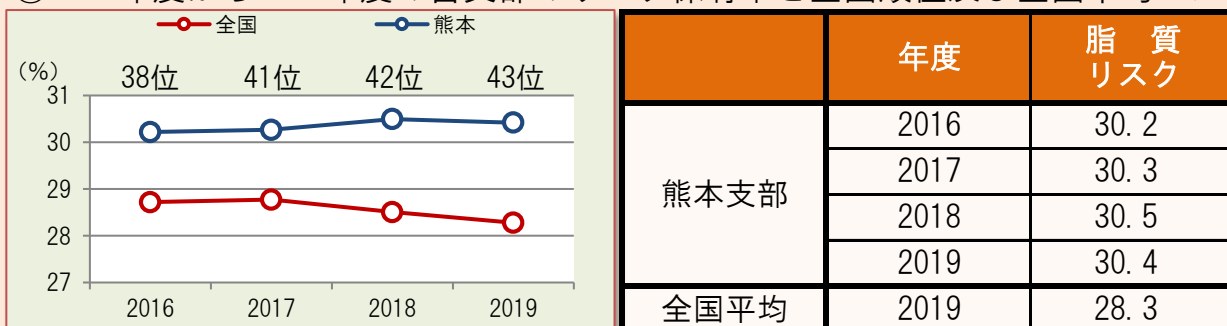 全国 熊本
(%) 38位 41位 42位 43位
31
30
29
28
27
2016 2017 2018 2019
年度 脂 質 リスク
熊本支部 2016 30.2
2017 30.3
2018 30.5
2019 30.4
全国平均 2019 28.3